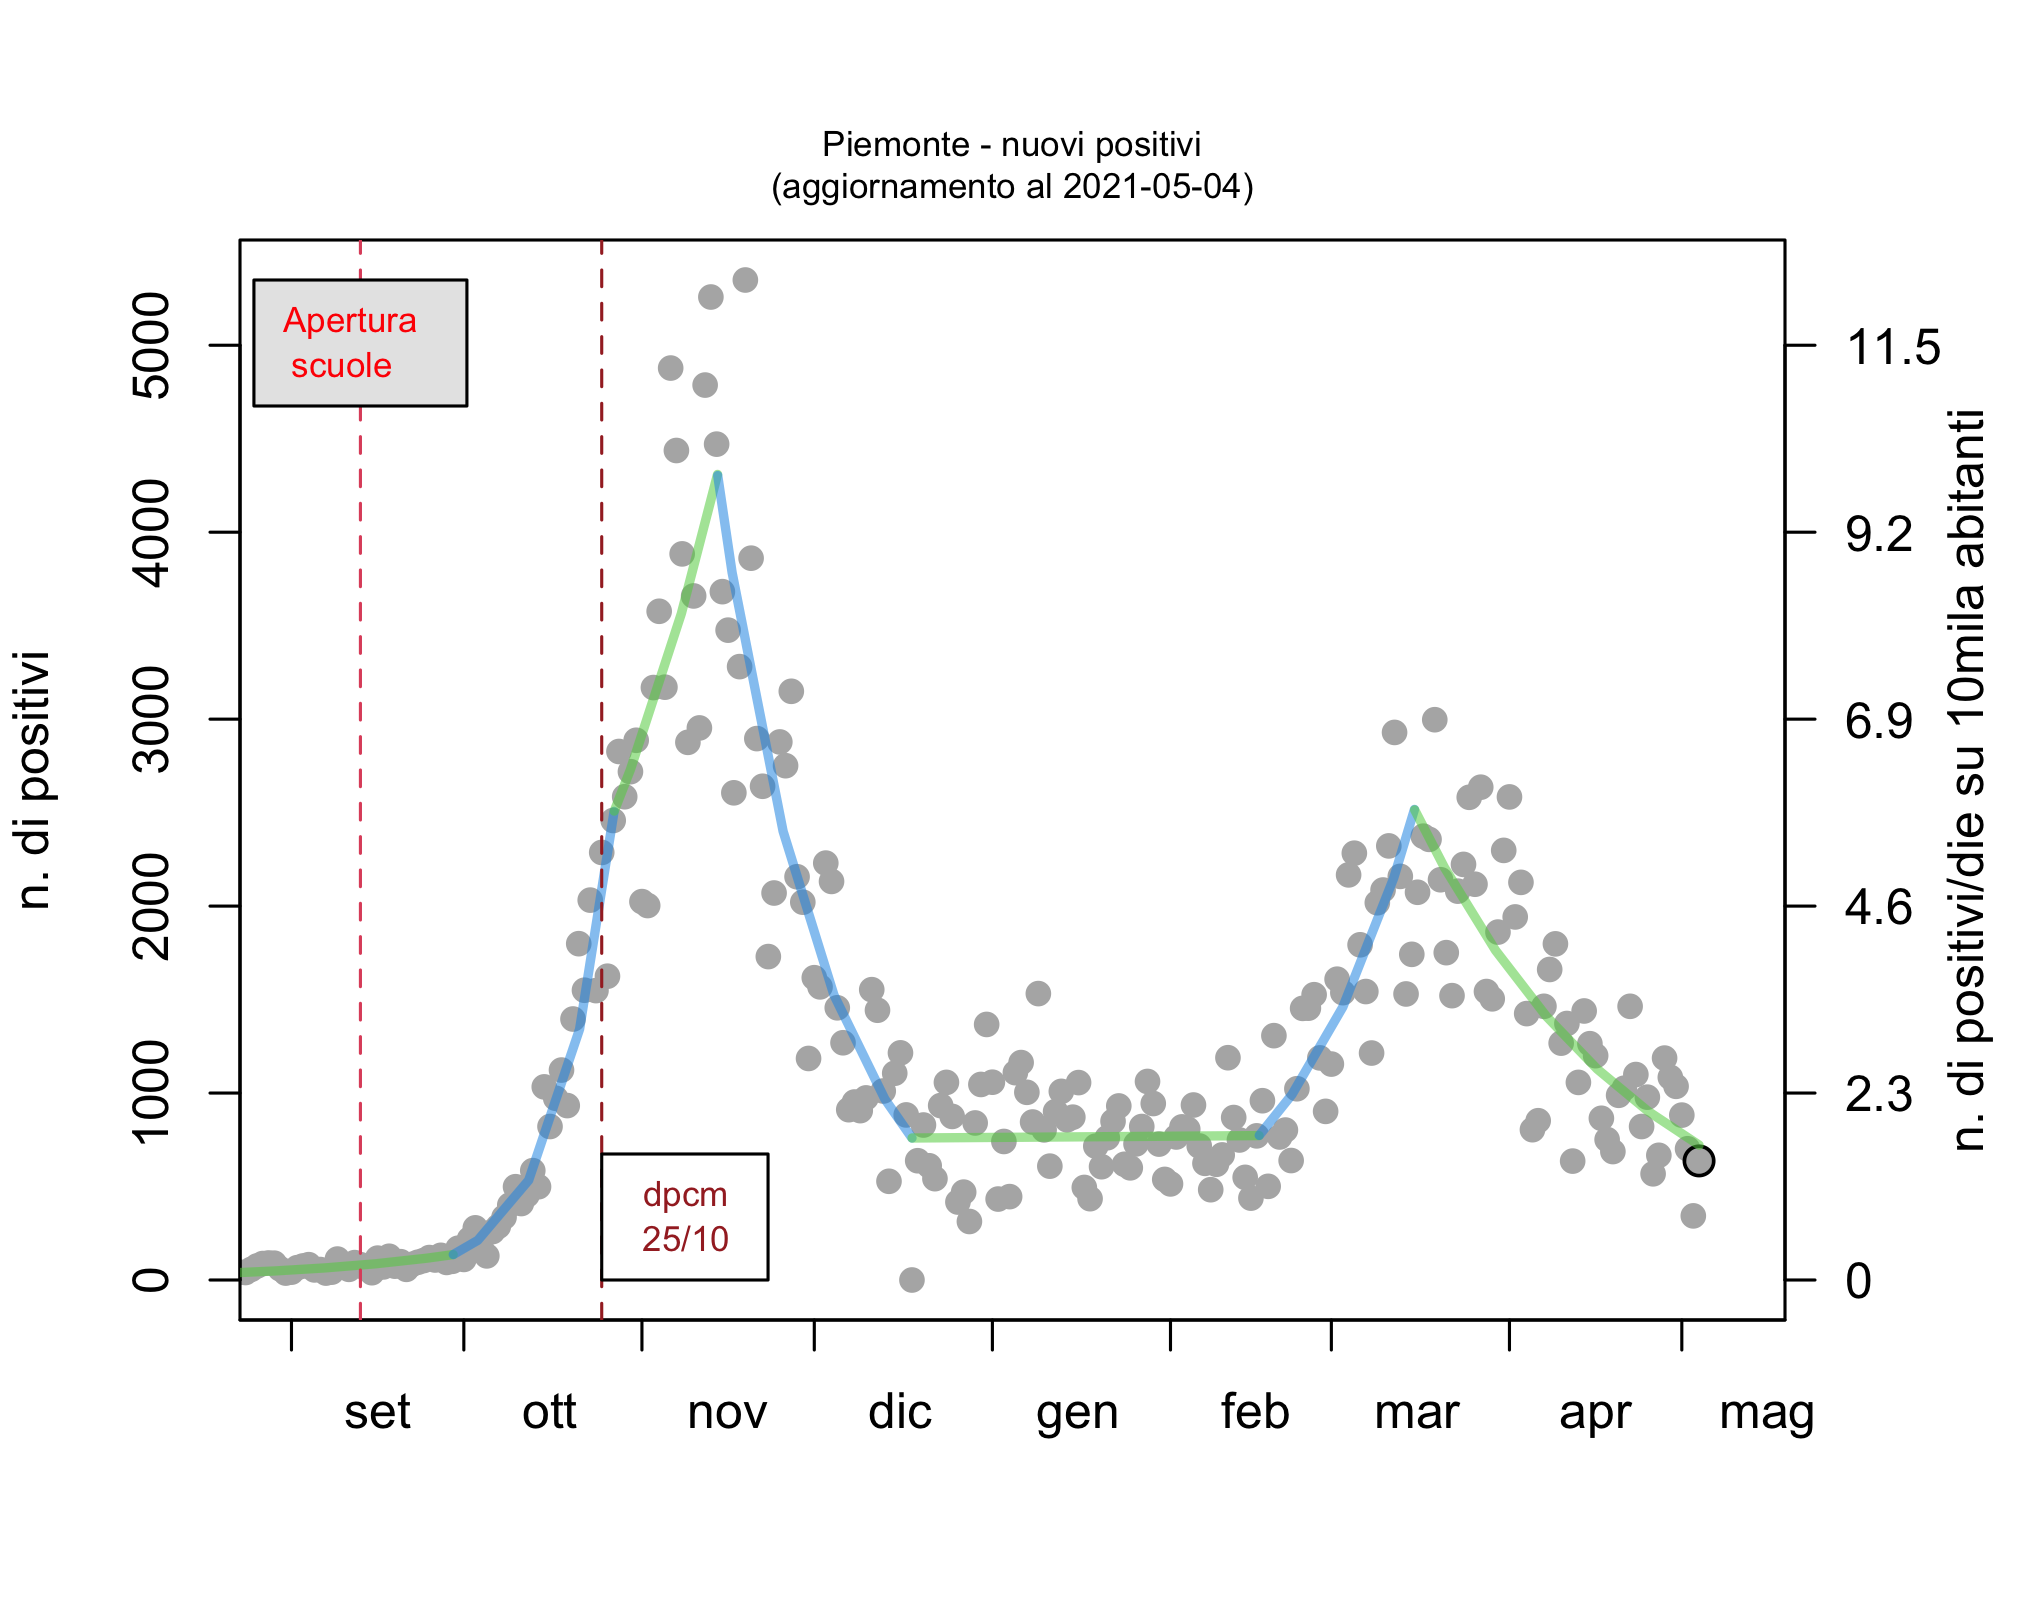 Piemonte - nuovi positivi
(aggiornamento al 2021-05-04)
Apertura
scuole
dpcm
25/10
n. di positivi
5000
4000
3000
2000
1000
0
11.5
9.2
6.9
4.6
2.3
0
n. di positivi/die su 10mila abitanti
set ott nov dic gen feb mar apr mag